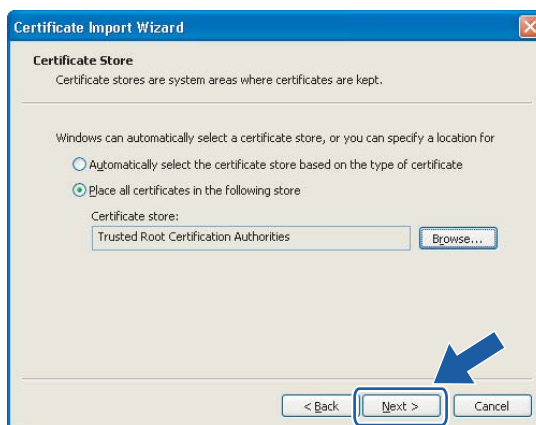 Certificate Import Wizard
Certificate Store
Certificate stores are system areas where certificates are kept.
Windows can automatically select a certificate store, or you can specify a location for
Automatically select the certificate store based on the type of certificate
Place all certificates in the following store
Certificate store:
Trusted Root Certification Authorities
Browse...
< Back
Next >
Cancel